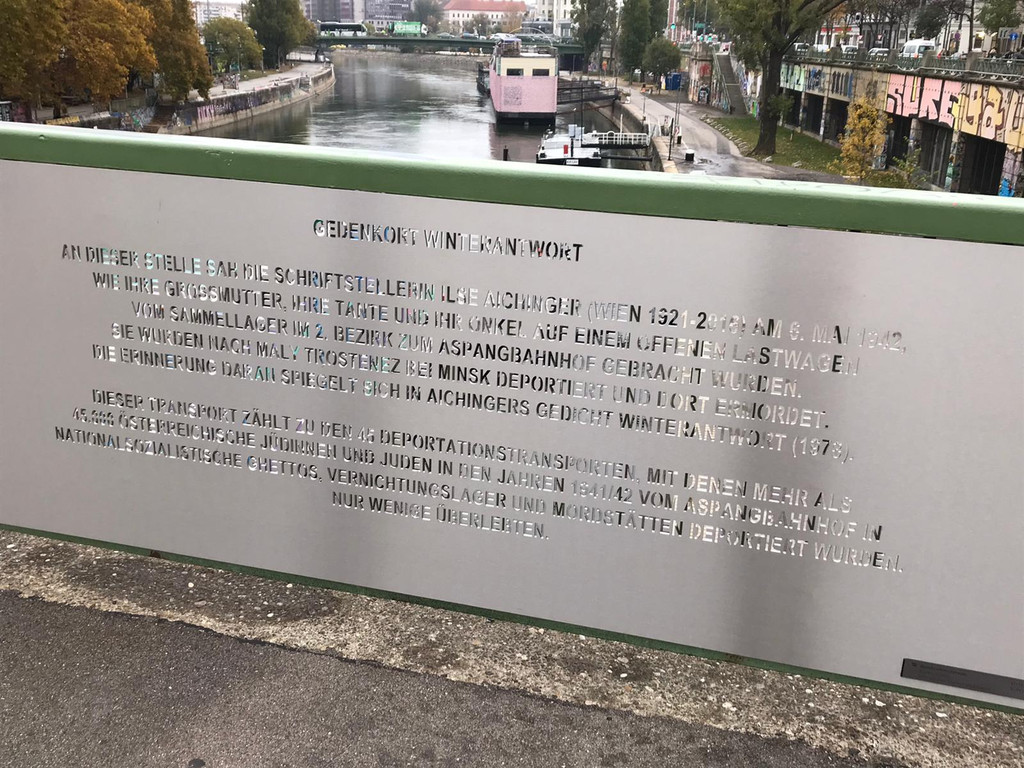 GEDENKORT WINTERANTWORT
AN DIESER STELLE SAH DIE SCHRIFTSTELLERIN ILSE AICHINGER (WIEN 1921-2016) AM 6. MAI 1942,
WIE IHRE GROSSMUTTER, IHRE TANTE UND IHR ONKEL AUF EINEM OFFENEN LASTWAGEN
VOM SAMMELLAGER IM 2. BEZIRK ZUM ASPANGBAHNHOF GEBRACHT WURDEN.
SIE WURDEN NACH MALY TROSTENEZ BEI MINSK DEPORTIERT UND DORT ERMORDET.
DIE ERINNERUNG DARAN SPIEGELT SICH IN AICHINGERS GEDICHT WINTERANTWORT
DIESER TRANSPORT ZÄHLT ZU DEN 45 DEPORTATIONSTRANSPORTEN, MIT DENEN MEHR ALS
ÖSTERREICHISCHE JÜDINNEN UND JUDEN IN DEN JAHREN 1941/42 VOM ASPANGBAHNHOF IN
NATIONALSOZIALISTISCHE GHETTOS, VERNICHTUNGSLAGER UND MORDSTÄTTEN DEPORTIERT WURDEN.
NUR WENIGE ÜBERLEBTEN.